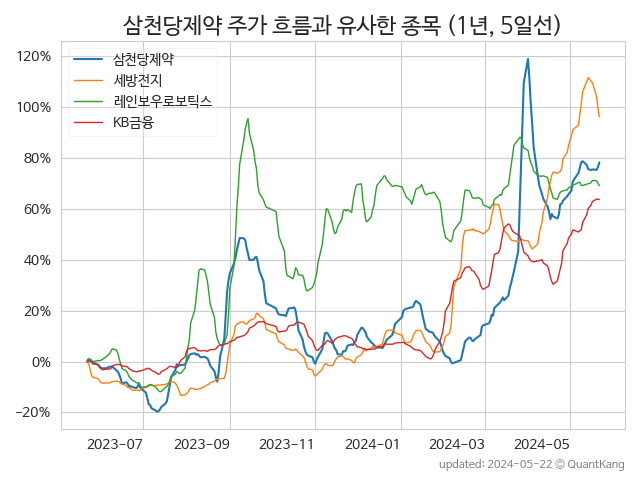 삼천당제약 주가 흐름과 유사한 종목 (1년, 5일선)
삼천당제약
세방전지
레인보우로보틱스
KB금융
120%
100%
80%
60%
40%
20%
0%
−20%
2023-07
2023-09
2023-11
2024-01
2024-03
2024-05
updated: 2024-05-22 © QuantKang